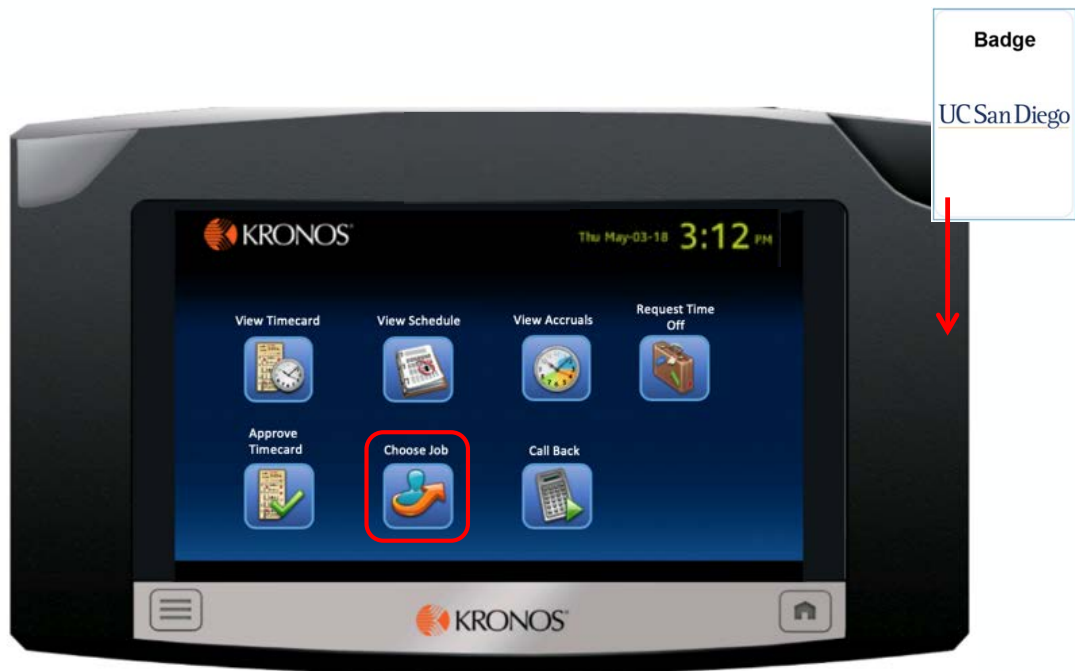 Badge
UC San Diego
KRONOS
Thu May-03-18 3:12 PM
View Timecard
View Schedule
View Accruals
Request Time
Off
Approve
Timecard
Choose Job
Call Back
KRONOS